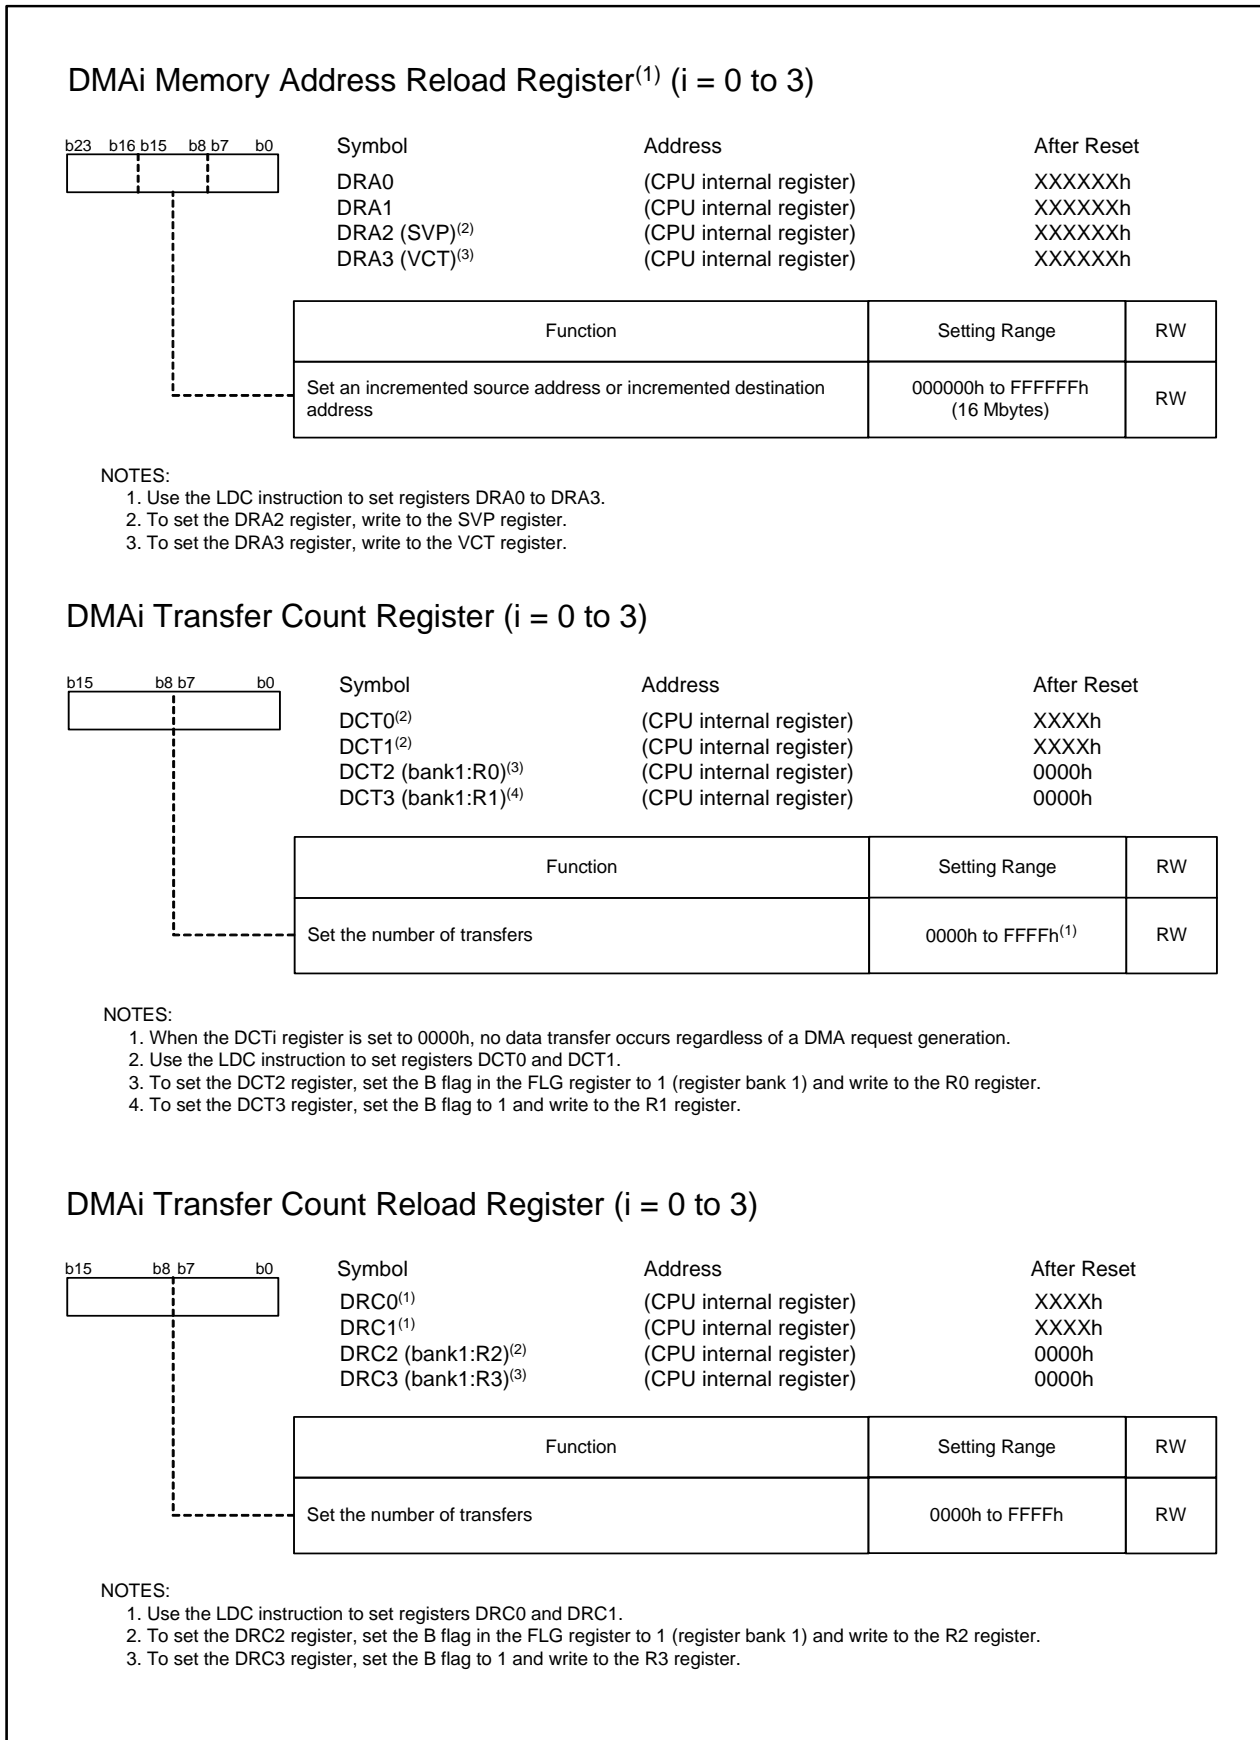 DMAi Memory Address Reload Register(1) (i = 0 to 3)
b23 b16 b15 b8 b7 b0
Symbol Address After Reset
DRA0 (CPU internal register) XXXXXXh
DRA1 (CPU internal register) XXXXXXh
DRA2 (SVP)(2) (CPU internal register) XXXXXXh
DRA3 (VCT)(3) (CPU internal register) XXXXXXh
Function Setting Range RW
Set an incremented source address or incremented destination
address
000000h to FFFFFFh
(16 Mbytes)
RW
NOTES:
1. Use the LDC instruction to set registers DRA0 to DRA3.
2. To set the DRA2 register, write to the SVP register.
3. To set the DRA3 register, write to the VCT register.
DMAi Transfer Count Register (i = 0 to 3)
b15 b8 b7 b0
Symbol Address After Reset
DCT0(2) (CPU internal register) XXXXh
DCT1(2) (CPU internal register) XXXXh
DCT2 (bank1:R0)(3) (CPU internal register) 0000h
DCT3 (bank1:R1)(4) (CPU internal register) 0000h
Function Setting Range RW
Set the number of transfers 0000h to FFFFh(1) RW
NOTES:
1. When the DCTi register is set to 0000h, no data transfer occurs regardless of a DMA request generation.
2. Use the LDC instruction to set registers DCT0 and DCT1.
3. To set the DCT2 register, set the B flag in the FLG register to 1 (register bank 1) and write to the R0 register.
4. To set the DCT3 register, set the B flag to 1 and write to the R1 register.
DMAi Transfer Count Reload Register (i = 0 to 3)
b15 b8 b7 b0
Symbol Address After Reset
DRC0(1) (CPU internal register) XXXXh
DRC1(1) (CPU internal register) XXXXh
DRC2 (bank1:R2)(2) (CPU internal register) 0000h
DRC3 (bank1:R3)(3) (CPU internal register) 0000h
Function Setting Range RW
Set the number of transfers 0000h to FFFFh RW
NOTES:
1. Use the LDC instruction to set registers DRC0 and DRC1.
2. To set the DRC2 register, set the B flag in the FLG register to 1 (register bank 1) and write to the R2 register.
3. To set the DRC3 register, set the B flag to 1 and write to the R3 register.